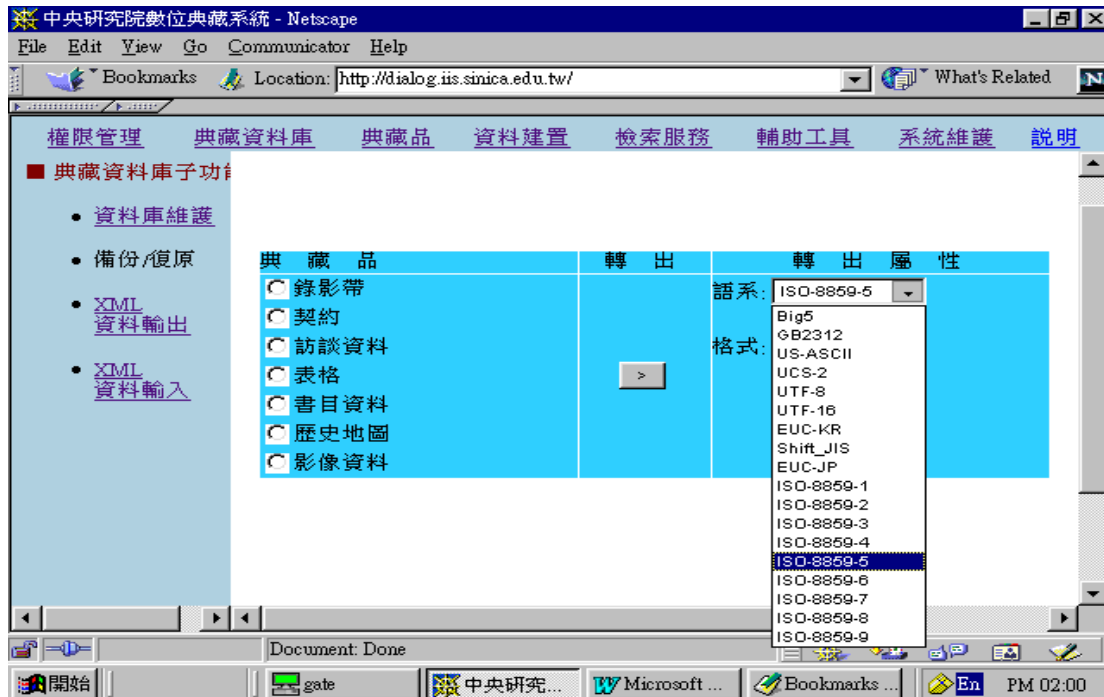 中央研究院數位典藏系統 - Netscape
File Edit View Go Communicator Help
Bookmarks Location: http://dialog.iis.sinica.edu.tw/ What's Related N
權限管理 典藏資料庫 典藏品 資料建置 檢索服務 輔助工具 系統維護 說明
典藏資料庫子功能
資料庫維護
備份/復原
XML
資料輸出
XML
資料輸入
典 藏 品 轉 出 轉 出 屬 性
錄影帶
契約
訪談資料
表格
書目資料
歷史地圖
影像資料
>
語系: ISO-8859-5
格式:
Big5
GB2312
US-ASCII
UCS-2
UTF-8
UTF-16
EUC-KR
Shift_JIS
EUC-JP
ISO-8859-1
ISO-8859-2
ISO-8859-3
ISO-8859-4
ISO-8859-5
ISO-8859-6
ISO-8859-7
ISO-8859-8
ISO-8859-9
Document: Done
開始 gate 中央研究... Microsoft ... Bookmarks ... En PM 02:00